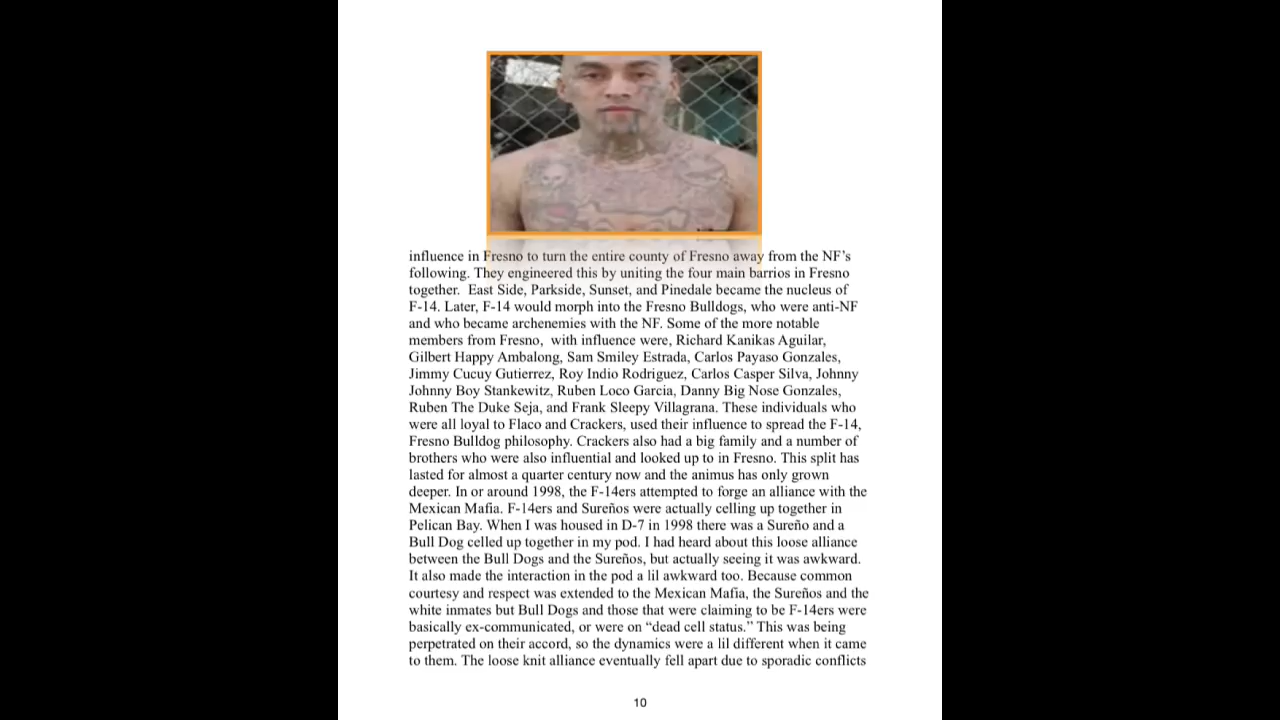 influence in Fresno to turn the entire county of Fresno away from the NF’s
following. They engineered this by uniting the four main barrios in Fresno
together.  East Side, Parkside, Sunset, and Pinedale became the nucleus of
F-14. Later, F-14 would morph into the Fresno Bulldogs, who were anti-NF
and who became archenemies with the NF. Some of the more notable
members from Fresno,  with influence were, Richard Kanikas Aguilar,
Gilbert Happy Ambalong, Sam Smiley Estrada, Carlos Payaso Gonzales,
Jimmy Cucuy Gutierrez, Roy Indio Rodriguez, Carlos Casper Silva, Johnny
Johnny Boy Stankewitz, Ruben Loco Garcia, Danny Big Nose Gonzales,
Ruben The Duke Seja, and Frank Sleepy Villagrana. These individuals who
were all loyal to Flaco and Crackers, used their influence to spread the F-14,
Fresno Bulldog philosophy. Crackers also had a big family and a number of
brothers who were also influential and looked up to in Fresno. This split has
lasted for almost a quarter century now and the animus has only grown
deeper. In or around 1998, the F-14ers attempted to forge an alliance with the
Mexican Mafia. F-14ers and Sureños were actually celling up together in
Pelican Bay. When I was housed in D-7 in 1998 there was a Sureño and a
Bull Dog celled up together in my pod. I had heard about this loose alliance
between the Bull Dogs and the Sureños, but actually seeing it was awkward.
It also made the interaction in the pod a lil awkward too. Because common
courtesy and respect was extended to the Mexican Mafia, the Sureños and the
white inmates but Bull Dogs and those that were claiming to be F-14ers were
basically ex-communicated, or were on “dead cell status.” This was being
perpetrated on their accord, so the dynamics were a lil different when it came
to them. The loose knit alliance eventually fell apart due to sporadic conflicts
10